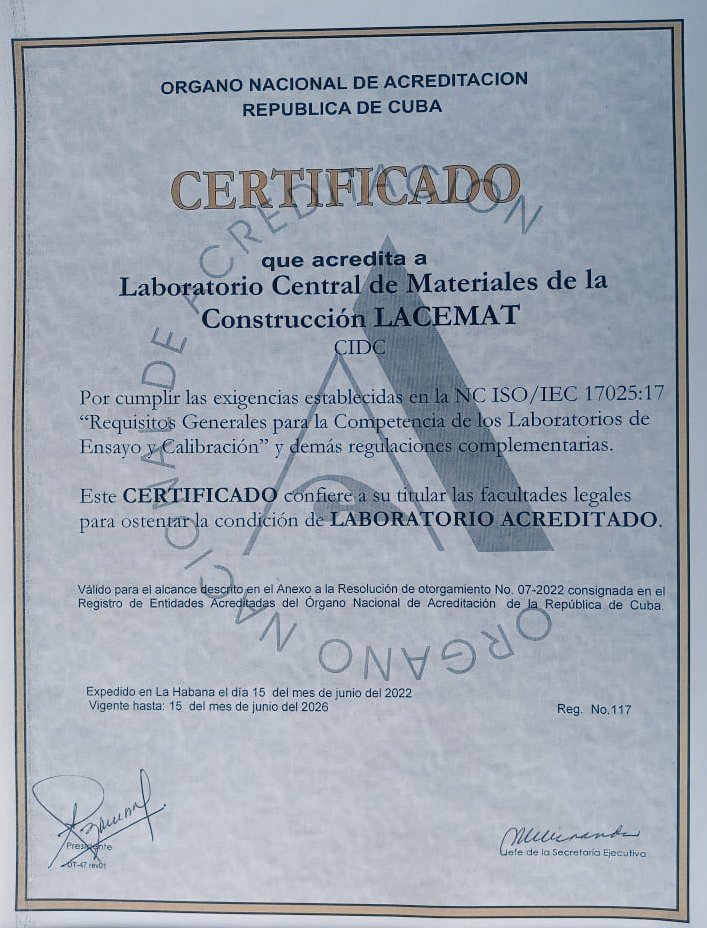 ORGANO NACIONAL DE ACREDITACION
REPUBLICA DE CUBA
CERTIFICADO
ORGANO NACIONAL DE ACREDITACION
que acredita a
Laboratorio Central de Materiales de la
Construcción LACEMAT
CIDC
Por cumplir las exigencias establecidas en la NC ISO/IEC 17025:17
“Requisitos Generales para la Competencia de los Laboratorios de
Ensayo y Calibración” y demás regulaciones complementarias.
Este CERTIFICADO confiere a su titular las facultades legales
para ostentar la condición de LABORATORIO ACREDITADO.
Válido para el alcance descrito en el Anexo a la Resolución de otorgamiento No. 07-2022 consignada en el
Registro de Entidades Acreditadas del Órgano Nacional de Acreditación de la República de Cuba.
Expedido en La Habana el día 15 del mes de junio del 2022
Vigente hasta: 15 del mes de junio del 2026
Reg. No.117
Presidente
DT-47 rev01
Jefe de la Secretaría Ejecutiva